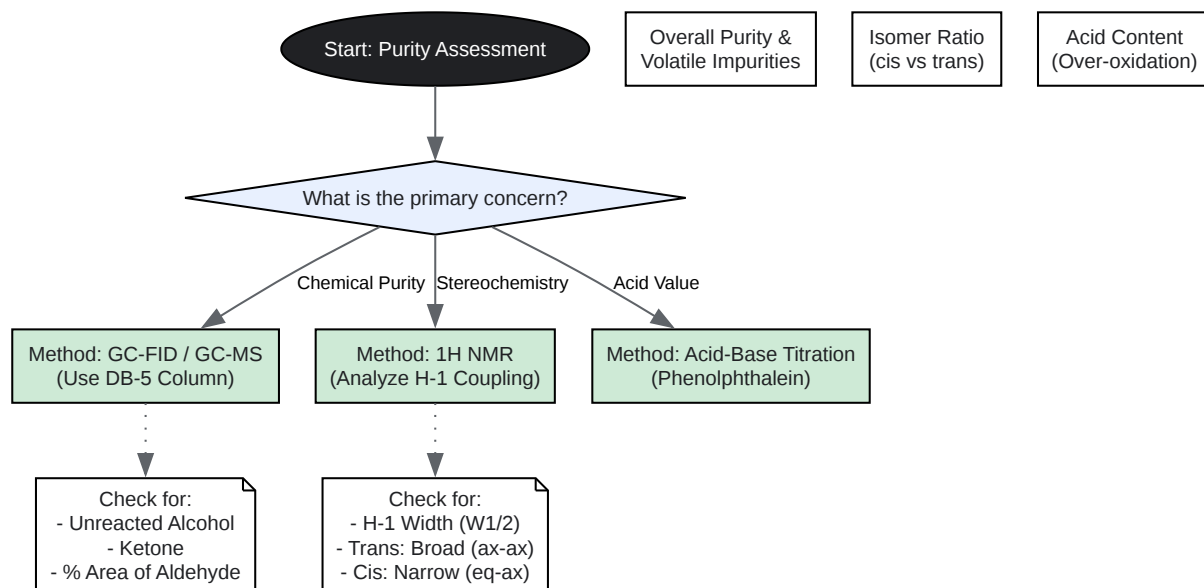 Start: Purity Assessment
Overall Purity &
Volatile Impurities
Isomer Ratio
(cis vs trans)
Acid Content
(Over-oxidation)
What is the primary concern?
Chemical Purity
Stereochemistry
Acid Value
Method: GC-FID / GC-MS
(Use DB-5 Column)
Method: 1H NMR
(Analyze H-1 Coupling)
Method: Acid-Base Titration
(Phenolphthalein)
Check for:
- Unreacted Alcohol
- Ketone
- % Area of Aldehyde
Check for:
- H-1 Width (W1/2)
- Trans: Broad (ax-ax)
- Cis: Narrow (eq-ax)